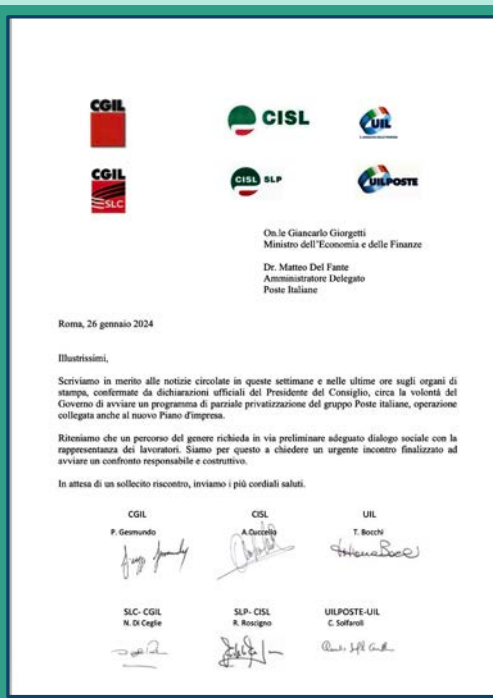 CGIL
CISL
UIL
CGIL
SLC
CISL SLP
UILPOSTE
On.le Giancarlo Giorgetti
Ministro dell'Economia e delle Finanze
Dr. Matteo Del Fante
Amministratore Delegato
Poste Italiane
Roma, 26 gennaio 2024
Illustrissimi,
Scriviamo in merito alle notizie circolate in queste settimane e nelle ultime ore sugli organi di
stampa, confermate da dichiarazioni ufficiali del Presidente del Consiglio, circa la volontà del
Governo di avviare un programma di parziale privatizzazione del gruppo Poste italiane, operazione
collegata anche al nuovo Piano d'impresa.
Riteniamo che un percorso del genere richieda in via preliminare adeguato dialogo sociale con la
rappresentanza dei lavoratori. Siamo per questo a chiedere un urgente incontro finalizzato ad
avviare un confronto responsabile e costruttivo.
In attesa di un sollecito riscontro, inviamo i più cordiali saluti.
CGIL
CISL
UIL
P. Gesmundo
A.Cuccello
T. Bocchi
SLC- CGIL
SLP- CISL
UILPOSTE-UIL
N. Di Ceglie
R. Roscigno
C. Solfaroli